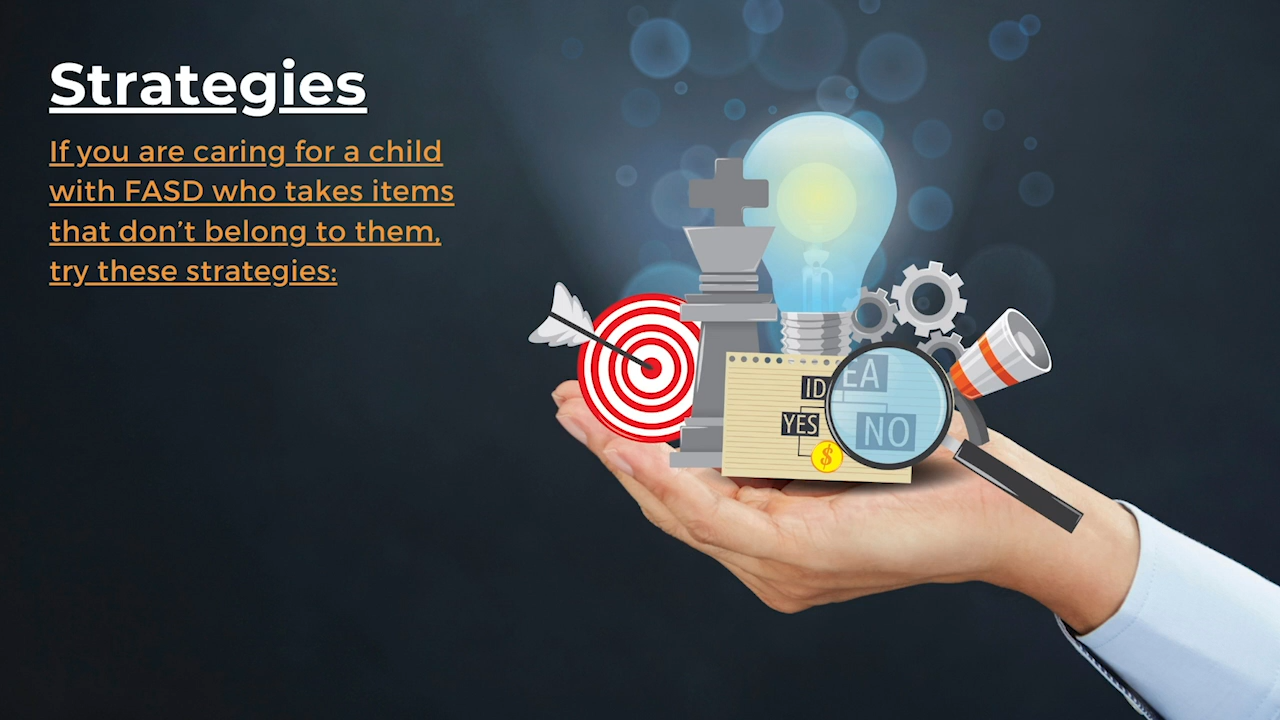 Strategies
If you are caring for a child
with FASD who takes items
that don’t belong to them,
try these strategies:
IDEA
YES
NO
$